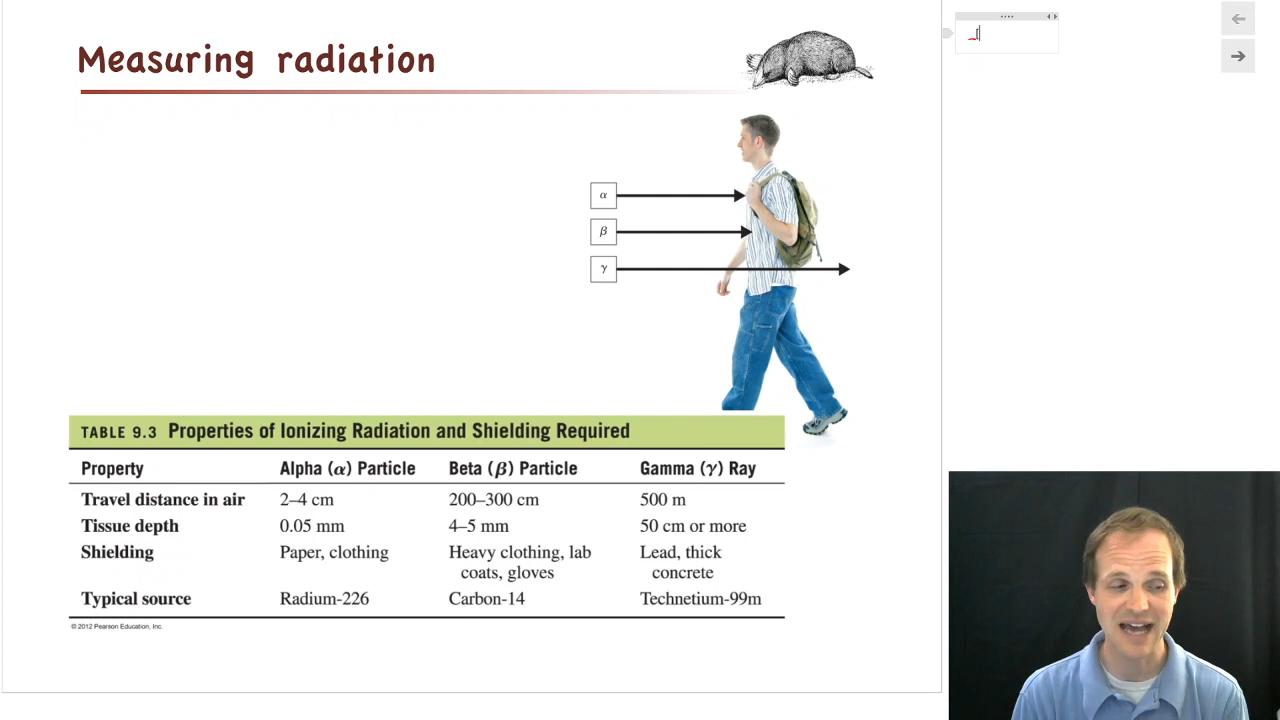 Measuring radiation
α
β
γ
TABLE 9.3 Properties of Ionizing Radiation and Shielding Required
Property Alpha (α) Particle Beta (β) Particle Gamma (γ) Ray
Travel distance in air 2–4 cm 200–300 cm 500 m
Tissue depth 0.05 mm 4–5 mm 50 cm or more
Shielding Paper, clothing Heavy clothing, lab Lead, thick
coats, gloves concrete
Typical source Radium-226 Carbon-14 Technetium-99m
© 2012 Pearson Education, Inc.